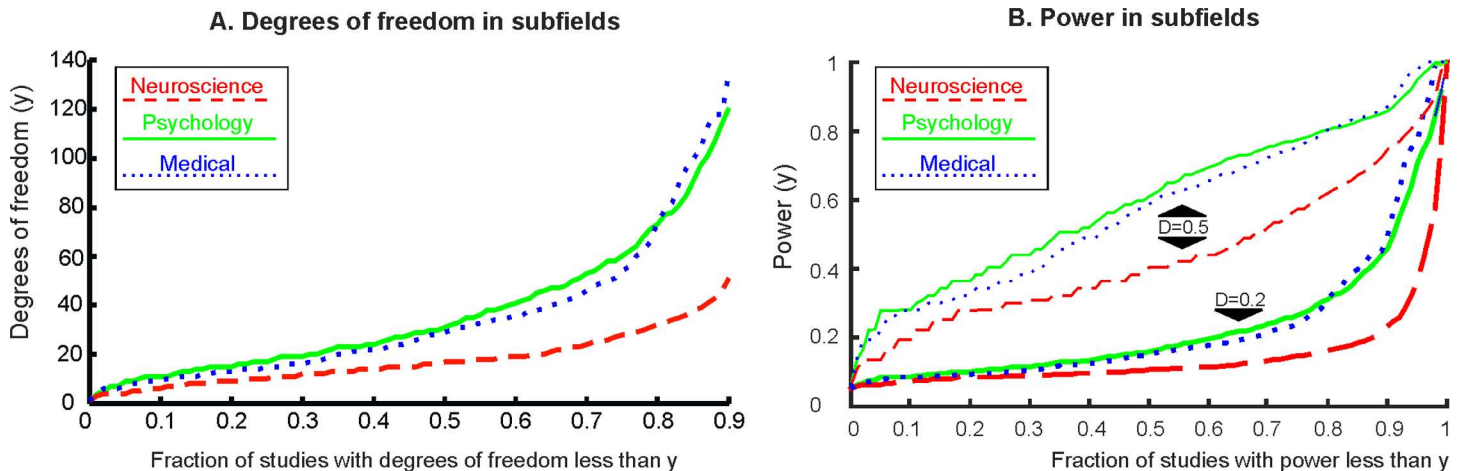 A. Degrees of freedom in subfields
Degrees of freedom (y)
140
120
100
80
60
40
20
0
Neuroscience
Psychology
Medical
0 0.1 0.2 0.3 0.4 0.5 0.6 0.7 0.8 0.9
Fraction of studies with degrees of freedom less than y
B. Power in subfields
Power (y)
1
0.8
0.6
0.4
0.2
0
Neuroscience
Psychology
Medical
D=0.5
D=0.2
0 0.1 0.2 0.3 0.4 0.5 0.6 0.7 0.8 0.9 1
Fraction of studies with power less than y